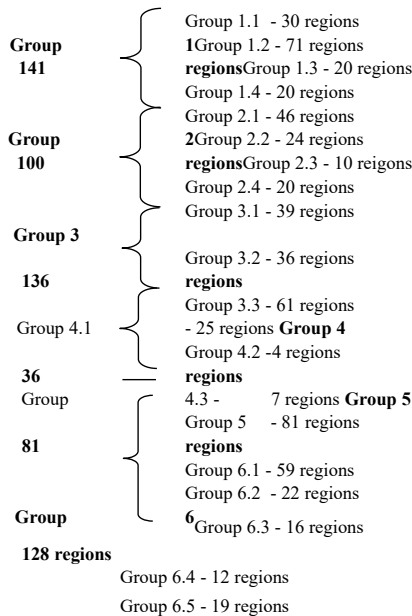 Group 1.1 - 30 regions
Group 1Group 1.2 - 71 regions
141 regionsGroup 1.3 - 20 regions
Group 1.4 - 20 regions
Group 2.1 - 46 regions
Group 2Group 2.2 - 24 regions
100 regionsGroup 2.3 - 10 reigons
Group 2.4 - 20 regions
Group 3.1 - 39 regions
Group 3
Group 3.2 - 36 regions
136 regions
Group 3.3 - 61 regions
Group 4.1 - 25 regions Group 4
Group 4.2 -4 regions
36 regions
Group 4.3 - 7 regions Group 5
Group 5 - 81 regions
81 regions
Group 6.1 - 59 regions
Group 6.2 - 22 regions
Group 6Group 6.3 - 16 regions
128 regions
Group 6.4 - 12 regions
Group 6.5 - 19 regions